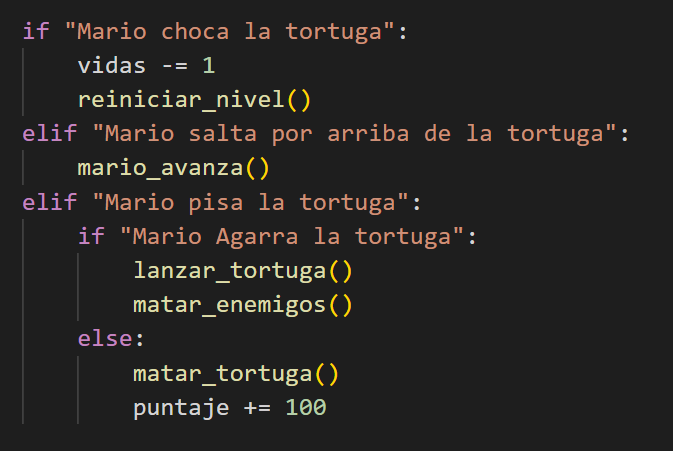 if "Mario choca la tortuga":
    vidas -= 1
    reiniciar_nivel()
elif "Mario salta por arriba de la tortuga":
    mario_avanza()
elif "Mario pisa la tortuga":
    if "Mario Agarra la tortuga":
        lanzar_tortuga()
        matar_enemigos()
    else:
        matar_tortuga()
        puntaje += 100